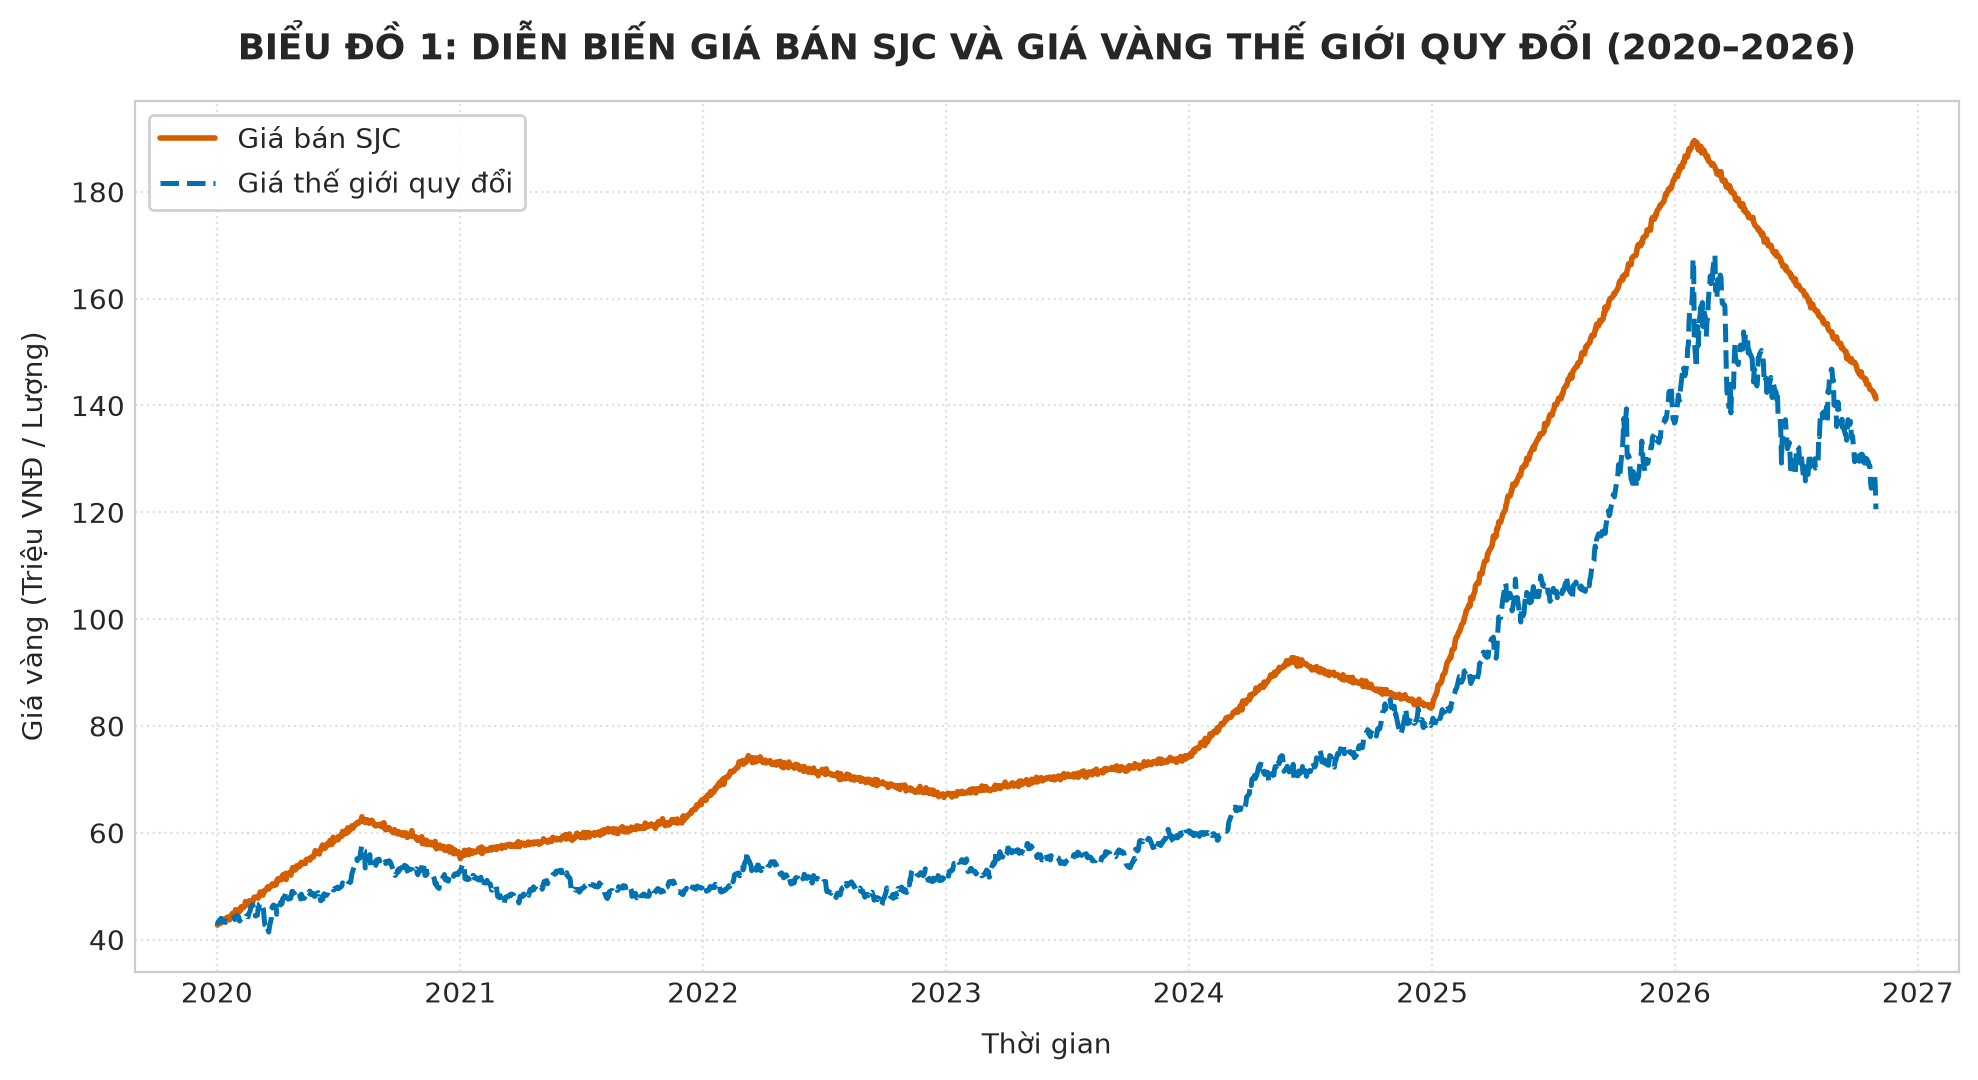 BIỂU ĐỒ 1: DIỄN BIẾN GIÁ BÁN SJC VÀ GIÁ VÀNG THẾ GIỚI QUY ĐỔI (2020–2026)
Giá bán SJC
Giá thế giới quy đổi
Giá vàng (Triệu VNĐ / Lượng)
180
160
140
120
100
80
60
40
2020 2021 2022 2023 2024 2025 2026 2027
Thời gian